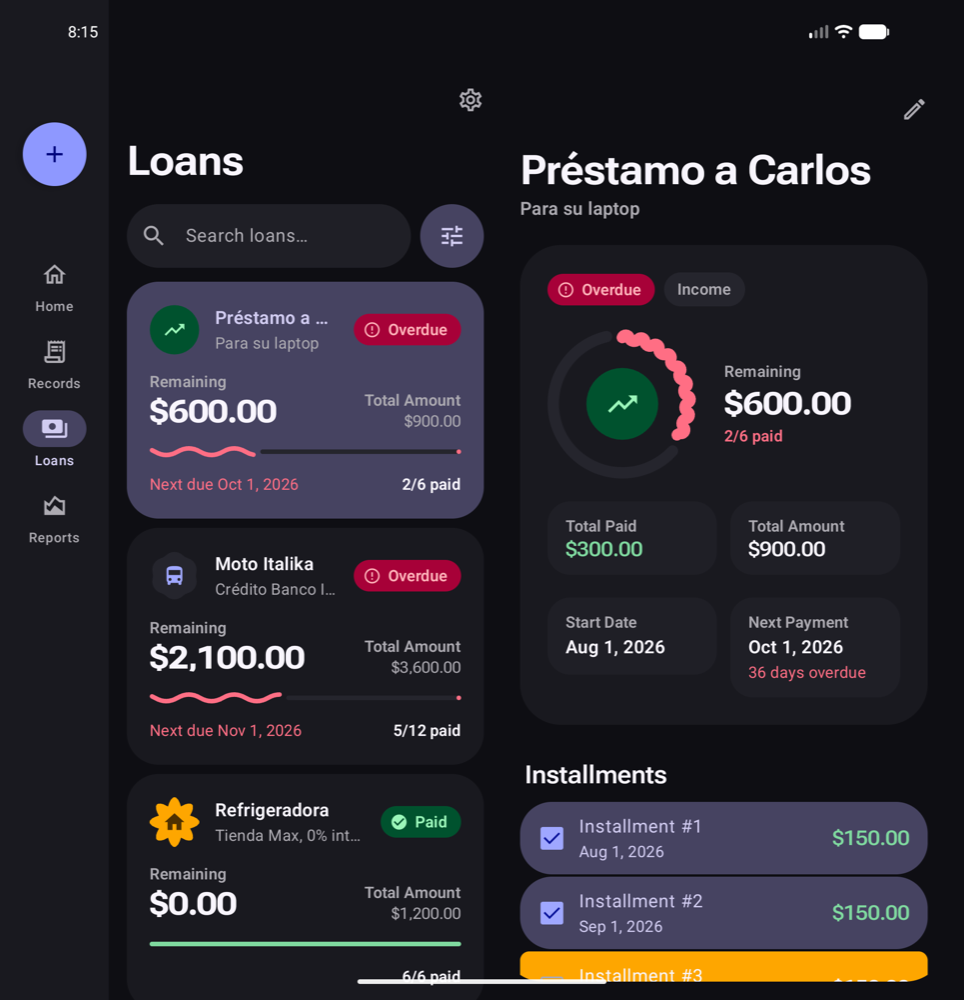 8:15
Home
Records
Loans
Reports
Loans
Search loans…
Préstamo a …
Para su laptop
Overdue
Remaining
$600.00
Total Amount
$900.00
Next due Oct 1, 2026
2/6 paid
Moto Italika
Crédito Banco I…
Overdue
Remaining
$2,100.00
Total Amount
$3,600.00
Next due Nov 1, 2026
5/12 paid
Refrigeradora
Tienda Max, 0% int…
Paid
Remaining
$0.00
Total Amount
$1,200.00
6/6 paid
Préstamo a Carlos
Para su laptop
Overdue
Income
Remaining
$600.00
2/6 paid
Total Paid
$300.00
Total Amount
$900.00
Start Date
Aug 1, 2026
Next Payment
Oct 1, 2026
36 days overdue
Installments
Installment #1
Aug 1, 2026
$150.00
Installment #2
Sep 1, 2026
$150.00
Installment #3